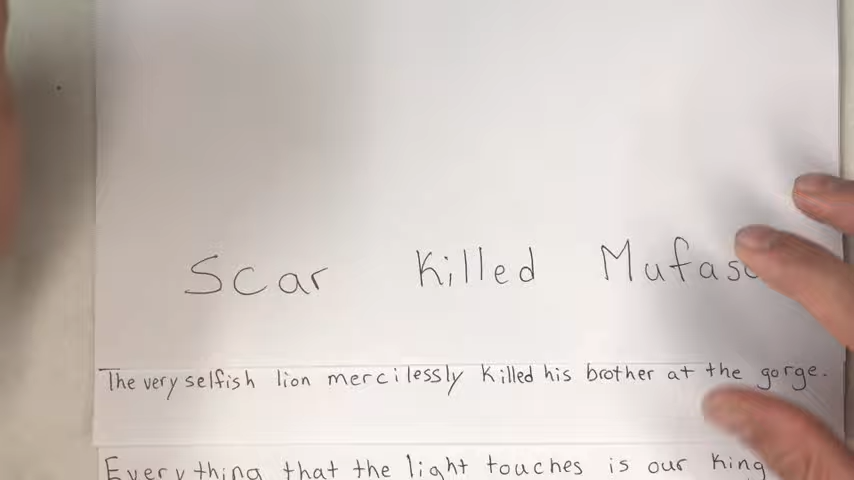 Scar Killed Mufasa
The very selfish lion mercilessly killed his brother at the gorge.
Everything that the light touches is our